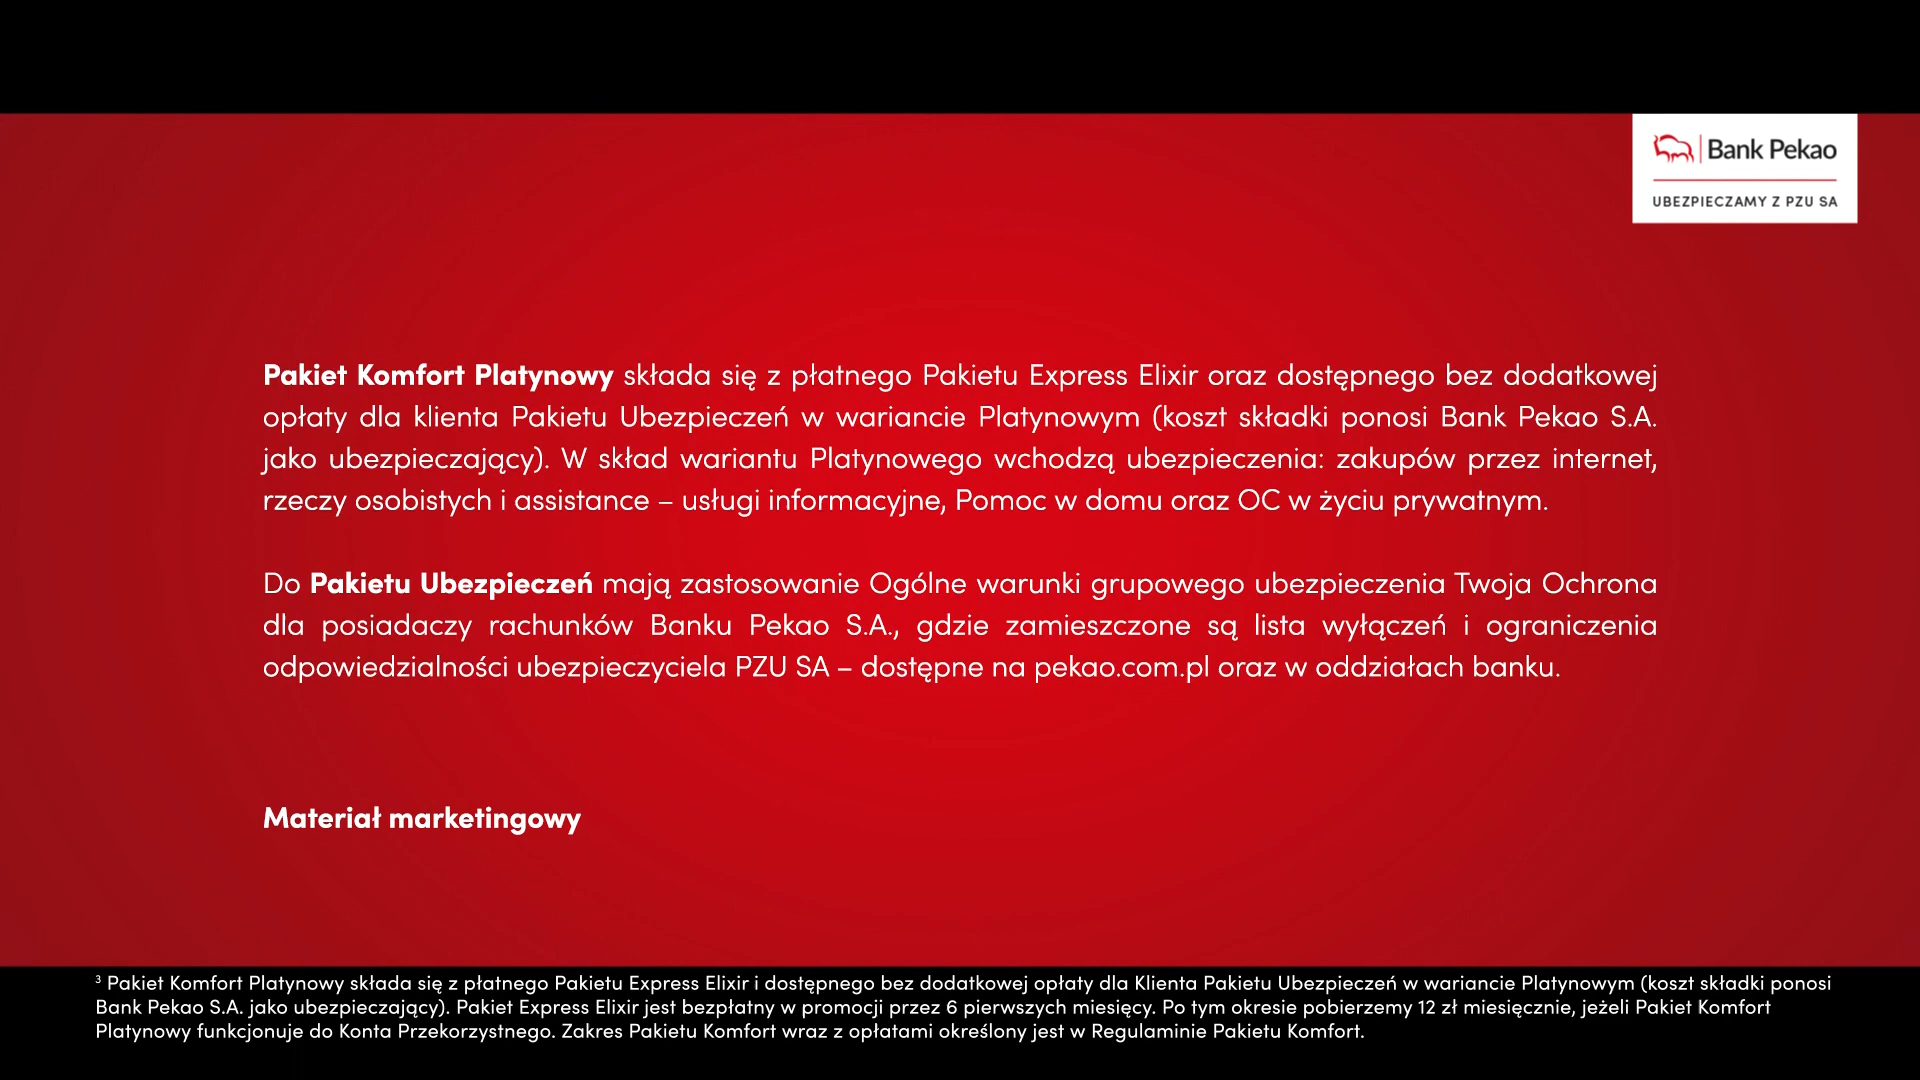 Bank Pekao
UBEZPIECZAMY Z PZU SA
Pakiet Komfort Platynowy składa się z płatnego Pakietu Express Elixir oraz dostępnego bez dodatkowej
opłaty dla klienta Pakietu Ubezpieczeń w wariancie Platynowym (koszt składki ponosi Bank Pekao S.A.
jako ubezpieczający). W skład wariantu Platynowego wchodzą ubezpieczenia: zakupów przez internet,
rzeczy osobistych i assistance – usługi informacyjne, Pomoc w domu oraz OC w życiu prywatnym.
Do Pakietu Ubezpieczeń mają zastosowanie Ogólne warunki grupowego ubezpieczenia Twoja Ochrona
dla posiadaczy rachunków Banku Pekao S.A., gdzie zamieszczone są lista wyłączeń i ograniczenia
odpowiedzialności ubezpieczyciela PZU SA – dostępne na pekao.com.pl oraz w oddziałach banku.
Materiał marketingowy
³ Pakiet Komfort Platynowy składa się z płatnego Pakietu Express Elixir i dostępnego bez dodatkowej opłaty dla Klienta Pakietu Ubezpieczeń w wariancie Platynowym (koszt składki ponosi
Bank Pekao S.A. jako ubezpieczający). Pakiet Express Elixir jest bezpłatny w promocji przez 6 pierwszych miesięcy. Po tym okresie pobierzemy 12 zł miesięcznie, jeżeli Pakiet Komfort
Platynowy funkcjonuje do Konta Przekorzystnego. Zakres Pakietu Komfort wraz z opłatami określony jest w Regulaminie Pakietu Komfort.